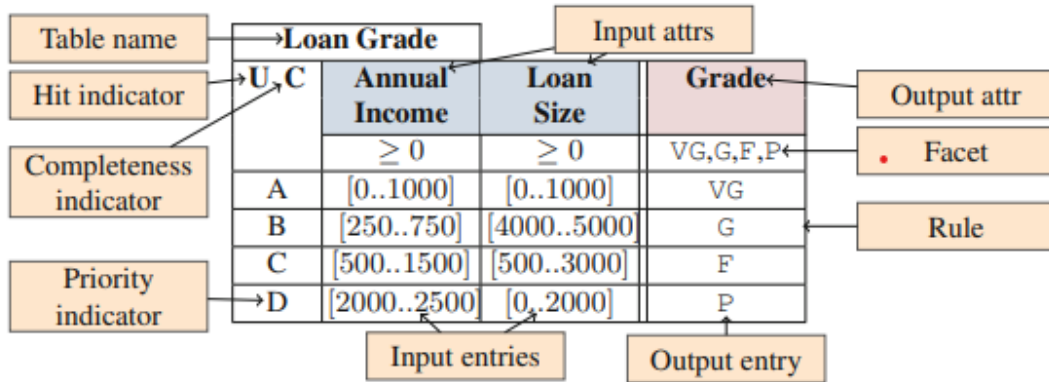 Table name
Loan Grade
Input attrs
Hit indicator
U, C
Annual Income
Loan Size
Grade
Output attr
Completeness indicator
≥ 0
≥ 0
VG,G,F,P
Facet
A
[0..1000]
[0..1000]
VG
B
[250..750]
[4000..5000]
G
Rule
C
[500..1500]
[500..3000]
F
Priority indicator
D
[2000..2500]
[0..2000]
P
Input entries
Output entry